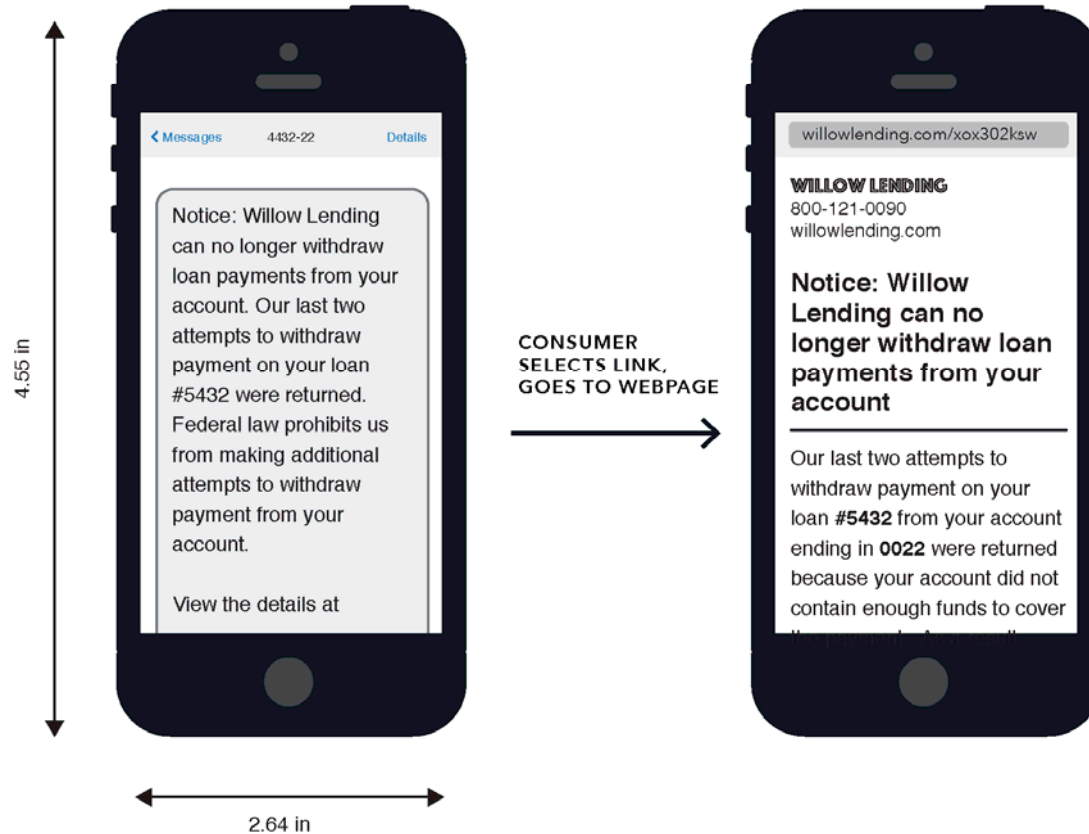 4.55 in
Messages 4432-22 Details
Notice: Willow Lending
can no longer withdraw
loan payments from your
account. Our last two
attempts to withdraw
payment on your loan
#5432 were returned.
Federal law prohibits us
from making additional
attempts to withdraw
payment from your
account.
View the details at
2.64 in
CONSUMER
SELECTS LINK,
GOES TO WEBPAGE
willowlending.com/xox302ksw
WILLOW LENDING
800-121-0090
willowlending.com
Notice: Willow
Lending can no
longer withdraw loan
payments from your
account
Our last two attempts to
withdraw payment on your
loan #5432 from your account
ending in 0022 were returned
because your account did not
contain enough funds to cover